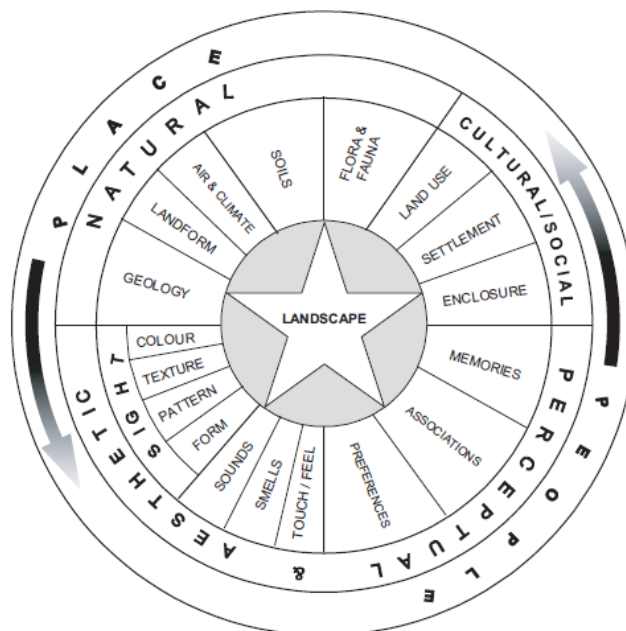 PLACE
NATURAL
CULTURAL/SOCIAL
AIR & CLIMATE
SOILS
FLORA &
FAUNA
LAND USE
LANDFORM
SETTLEMENT
GEOLOGY
ENCLOSURE
LANDSCAPE
COLOUR
TEXTURE
PATTERN
FORM
SIGHT
SOUNDS
SMELLS
TOUCH / FEEL
PREFERENCES
ASSOCIATIONS
MEMORIES
PERCEPTUAL & AESTHETIC
PEOPLE